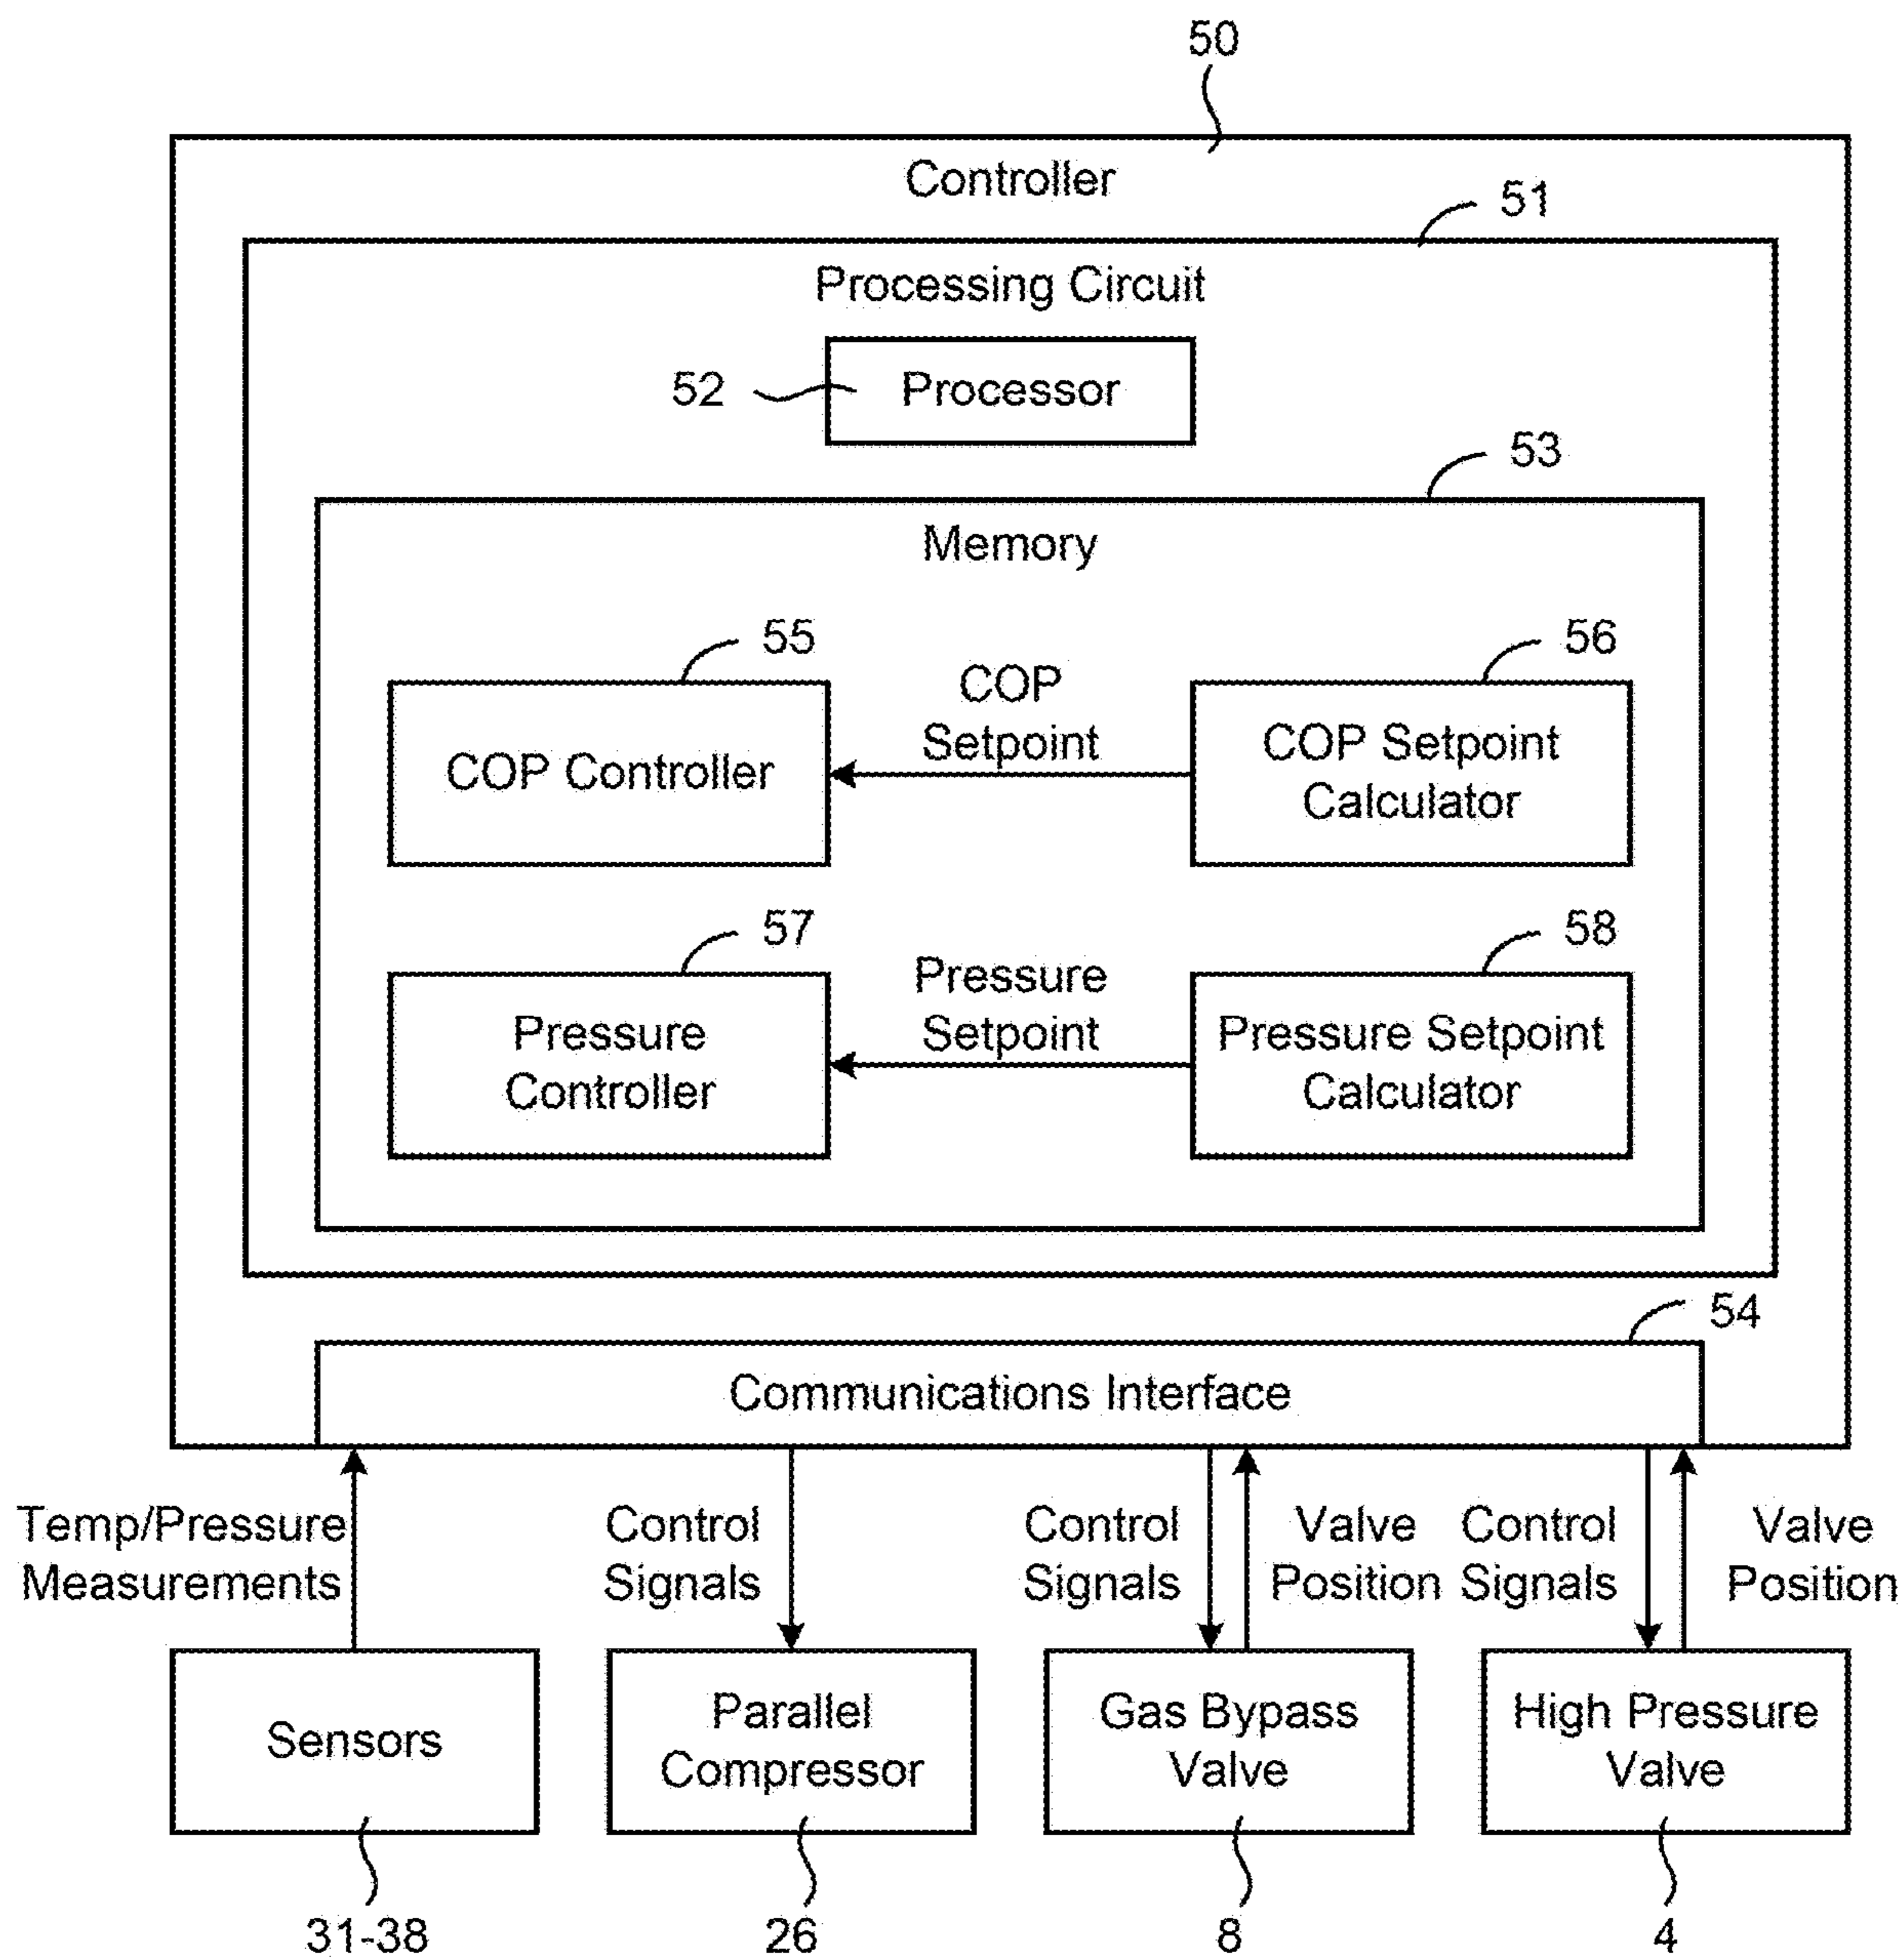 50
Controller
51
Processing Circuit
52
Processor
53
Memory
55
56
COP
Setpoint
COP Controller
COP Setpoint
Calculator
57
58
Pressure
Setpoint
Pressure
Controller
Pressure Setpoint
Calculator
54
Communications Interface
Temp/Pressure
Measurements
Control
Signals
Control
Signals
Valve
Position
Control
Signals
Valve
Position
Sensors
Parallel
Compressor
Gas Bypass
Valve
High Pressure
Valve
31-38
26
8
4